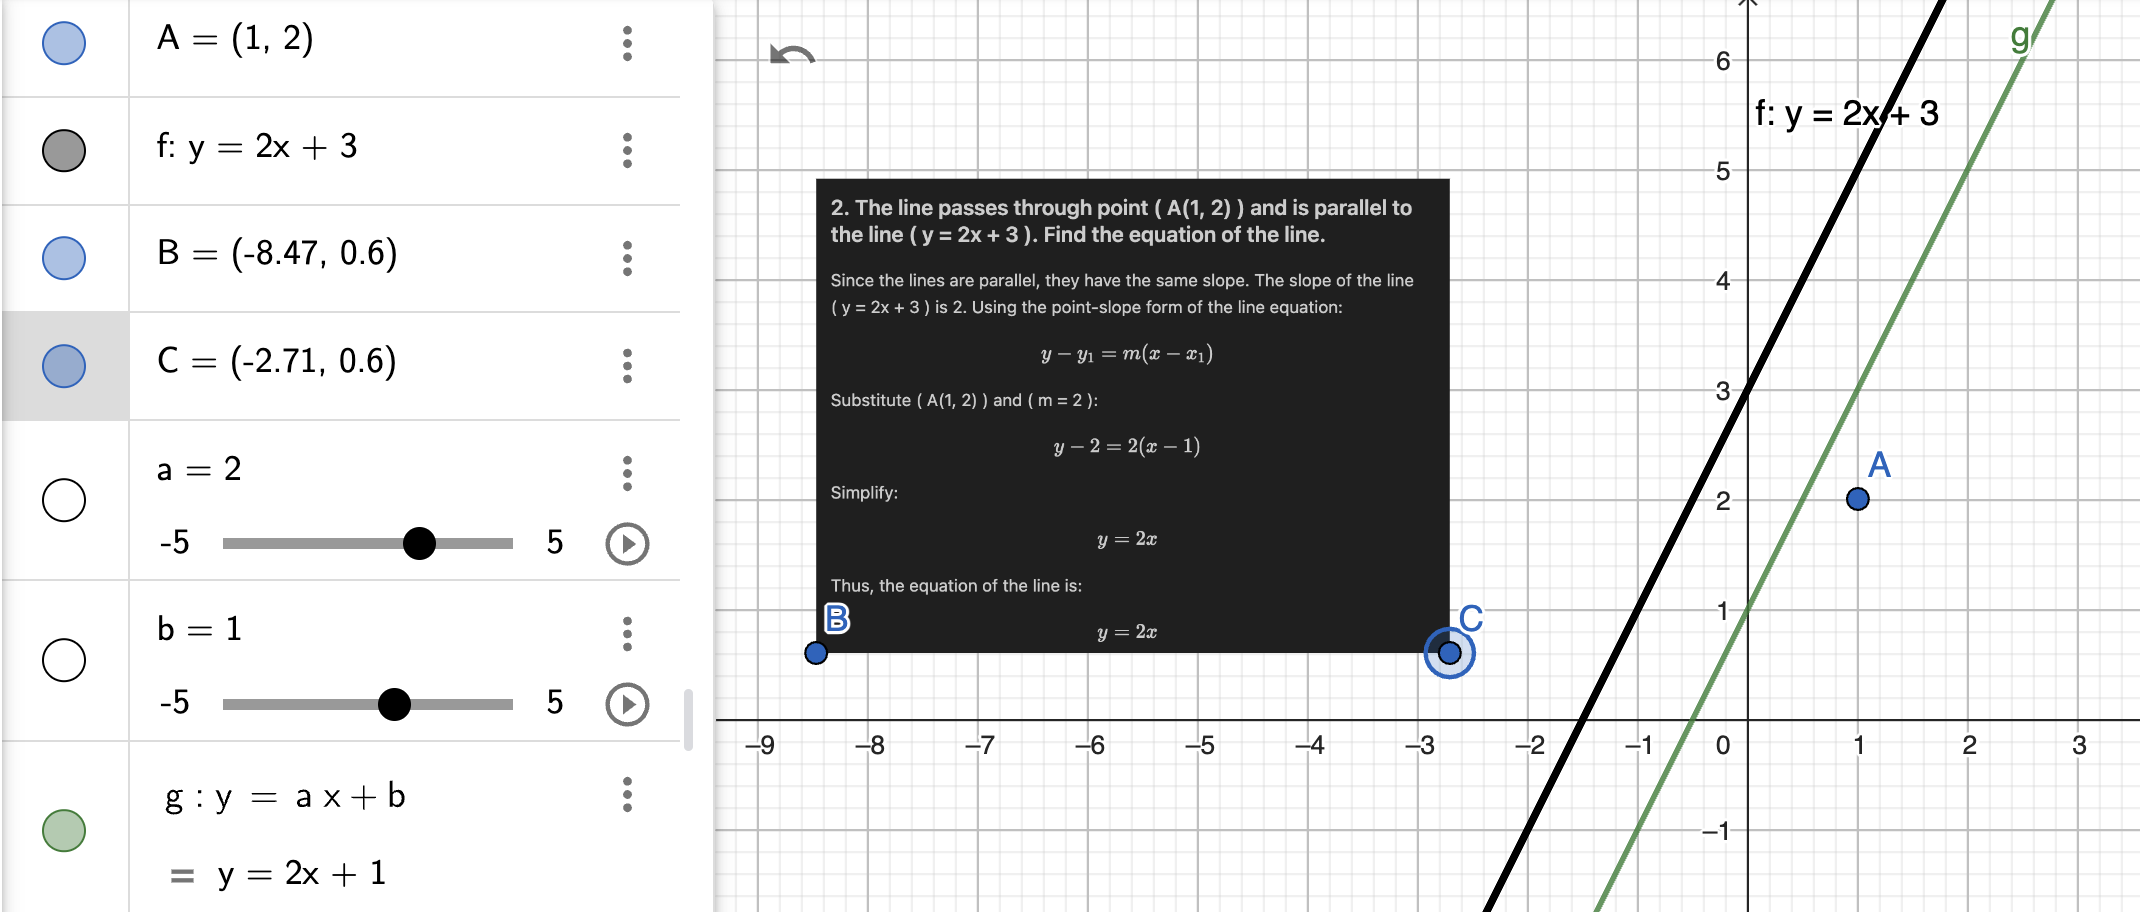 A = (1, 2)
f: y = 2x + 3
B = (-8.47, 0.6)
C = (-2.71, 0.6)
a = 2
-5 5
b = 1
-5 5
g : y = a x + b
= y = 2x + 1
2. The line passes through point ( A(1, 2) ) and is parallel to
the line ( y = 2x + 3 ). Find the equation of the line.
Since the lines are parallel, they have the same slope. The slope of the line
( y = 2x + 3 ) is 2. Using the point-slope form of the line equation:
y − y₁ = m(x − x₁)
Substitute ( A(1, 2) ) and ( m = 2 ):
y − 2 = 2(x − 1)
Simplify:
y = 2x
Thus, the equation of the line is:
y = 2x
B
C
g
f: y = 2x + 3
A
6
5
4
3
2
1
–1
–9 –8 –7 –6 –5 –4 –3 –2 –1 0 1 2 3